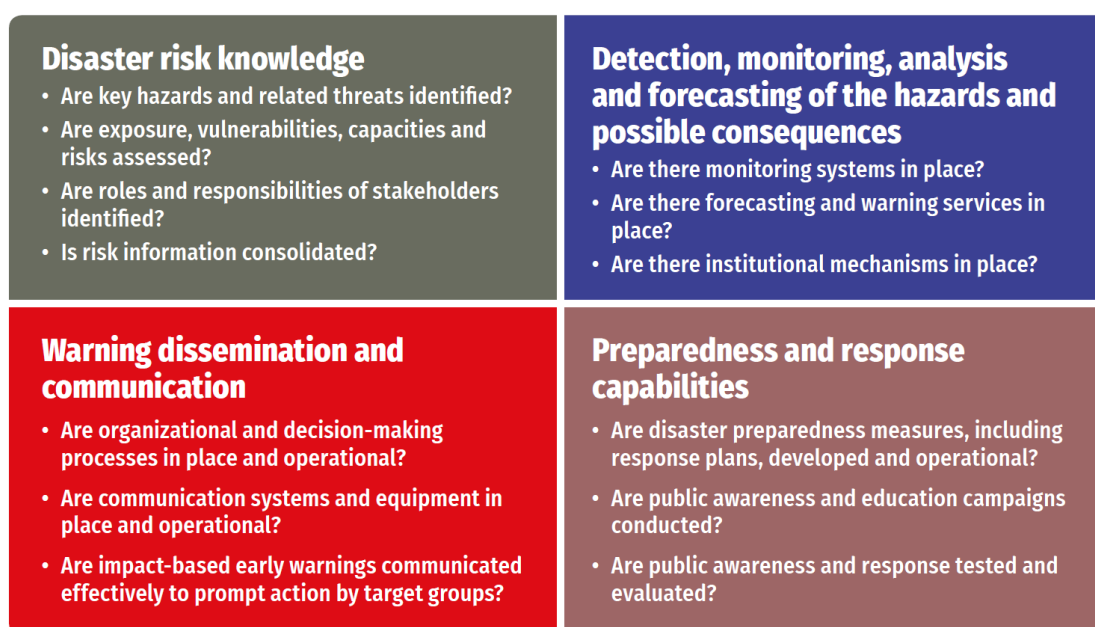 Disaster risk knowledge
• Are key hazards and related threats identified?
• Are exposure, vulnerabilities, capacities and
risks assessed?
• Are roles and responsibilities of stakeholders
identified?
• Is risk information consolidated?
Detection, monitoring, analysis
and forecasting of the hazards and
possible consequences
• Are there monitoring systems in place?
• Are there forecasting and warning services in
place?
• Are there institutional mechanisms in place?
Warning dissemination and
communication
• Are organizational and decision-making
processes in place and operational?
• Are communication systems and equipment in
place and operational?
• Are impact-based early warnings communicated
effectively to prompt action by target groups?
Preparedness and response
capabilities
• Are disaster preparedness measures, including
response plans, developed and operational?
• Are public awareness and education campaigns
conducted?
• Are public awareness and response tested and
evaluated?